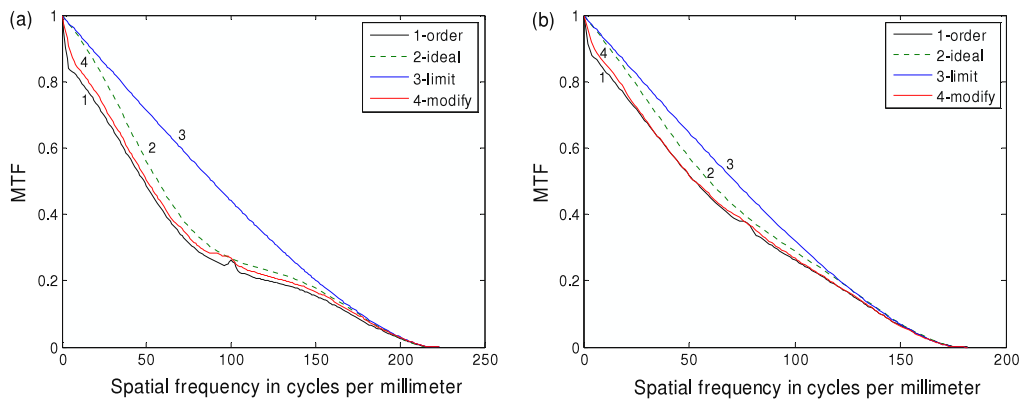 (a)
1
0.8
0.6
0.4
0.2
0
MTF
0
50
100
150
200
250
Spatial frequency in cycles per millimeter
1-order
2-ideal
3-limit
4-modify
4
1
2
3
(b)
1
0.8
0.6
0.4
0.2
0
MTF
0
50
100
150
200
Spatial frequency in cycles per millimeter
1-order
2-ideal
3-limit
4-modify
4
1
2
3